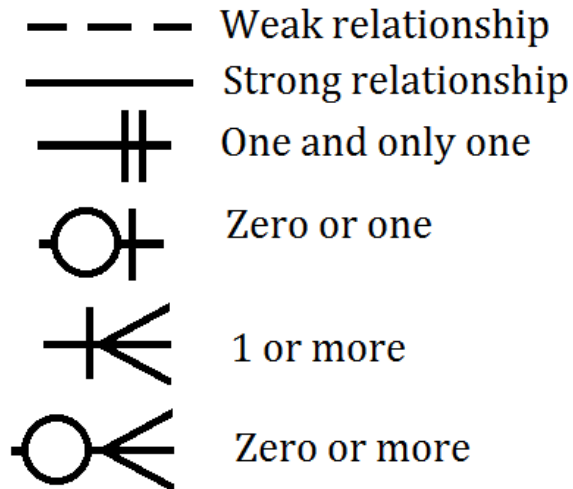 Weak relationship
Strong relationship
One and only one
Zero or one
1 or more
Zero or more